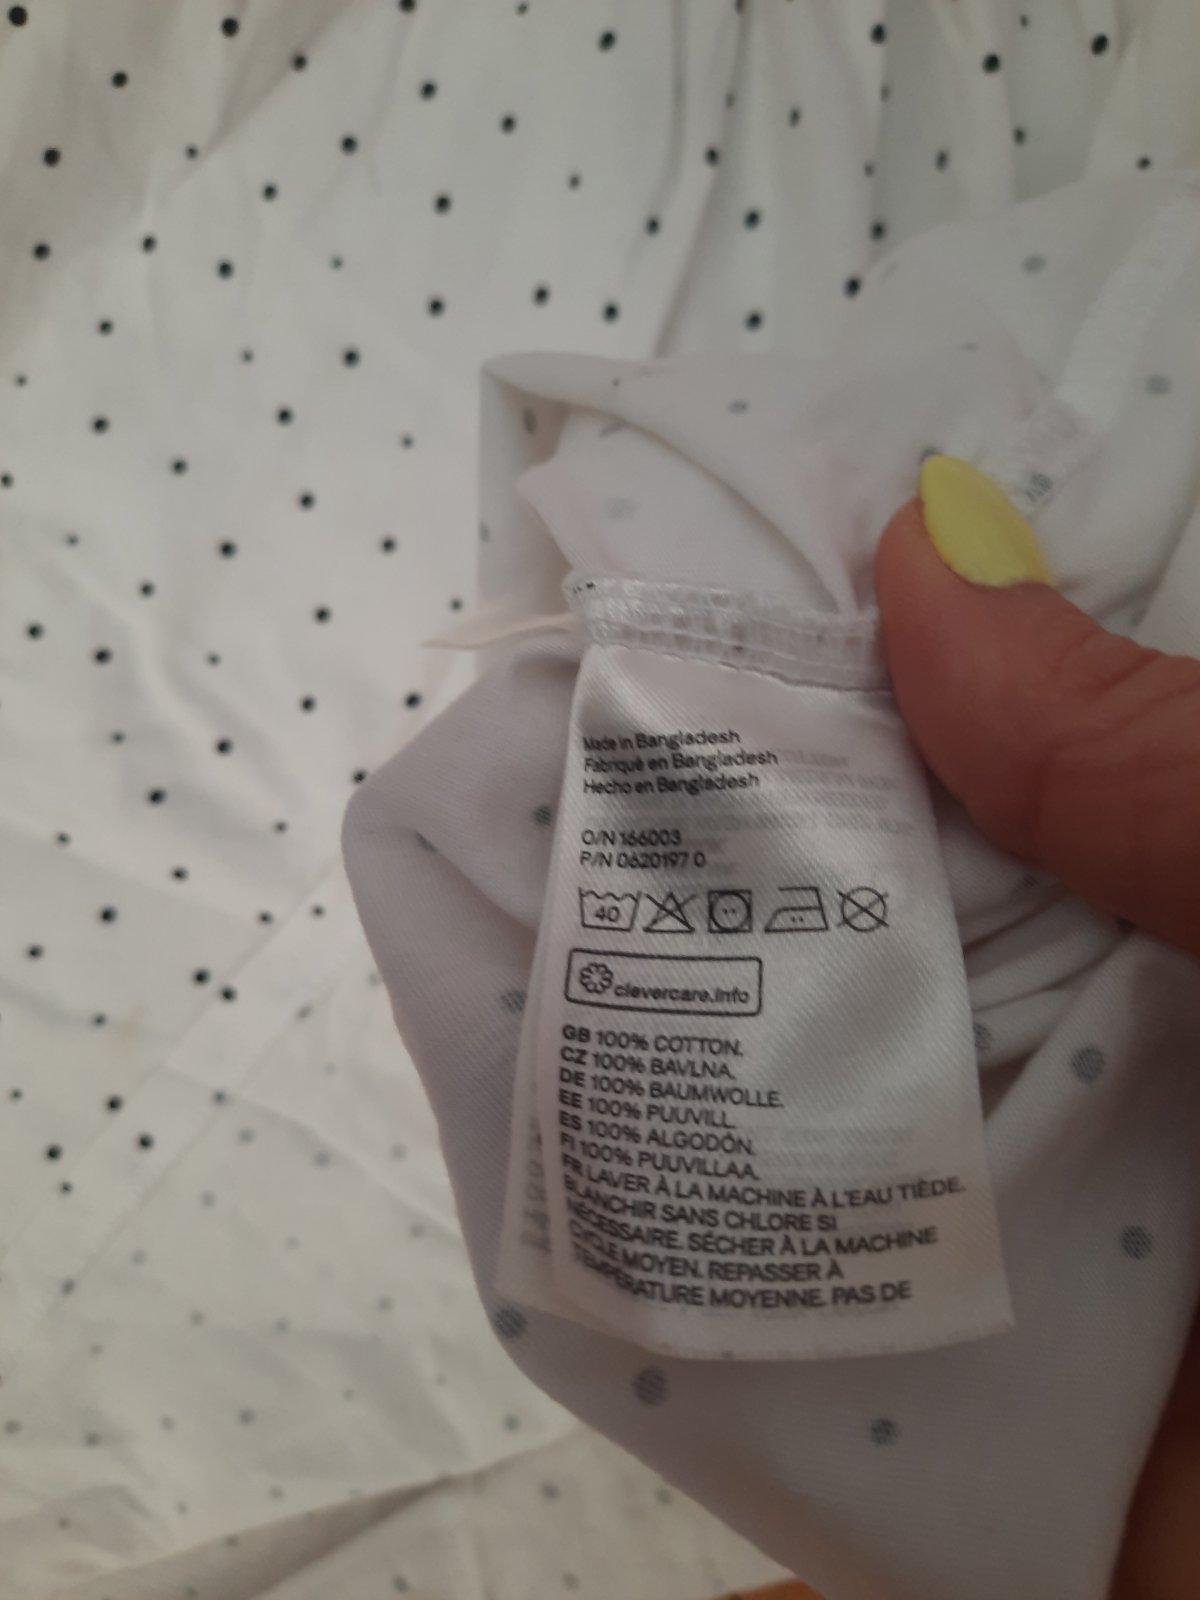 Made in Bangladesh
Fabriqué en Bangladesh
Hecho en Bangladesh
O/N 166003
P/N 0620197 0
40
clevercare.info
GB 100% COTTON.
CZ 100% BAVLNA.
DE 100% BAUMWOLLE.
EE 100% PUUVILL.
ES 100% ALGODÓN.
FI 100% PUUVILLAA.
FR LAVER À LA MACHINE À L'EAU TIÈDE.
BLANCHIR SANS CHLORE SI
NÉCESSAIRE. SÉCHER À LA MACHINE
CYCLE MOYEN. REPASSER À
TEMPÉRATURE MOYENNE. PAS DE